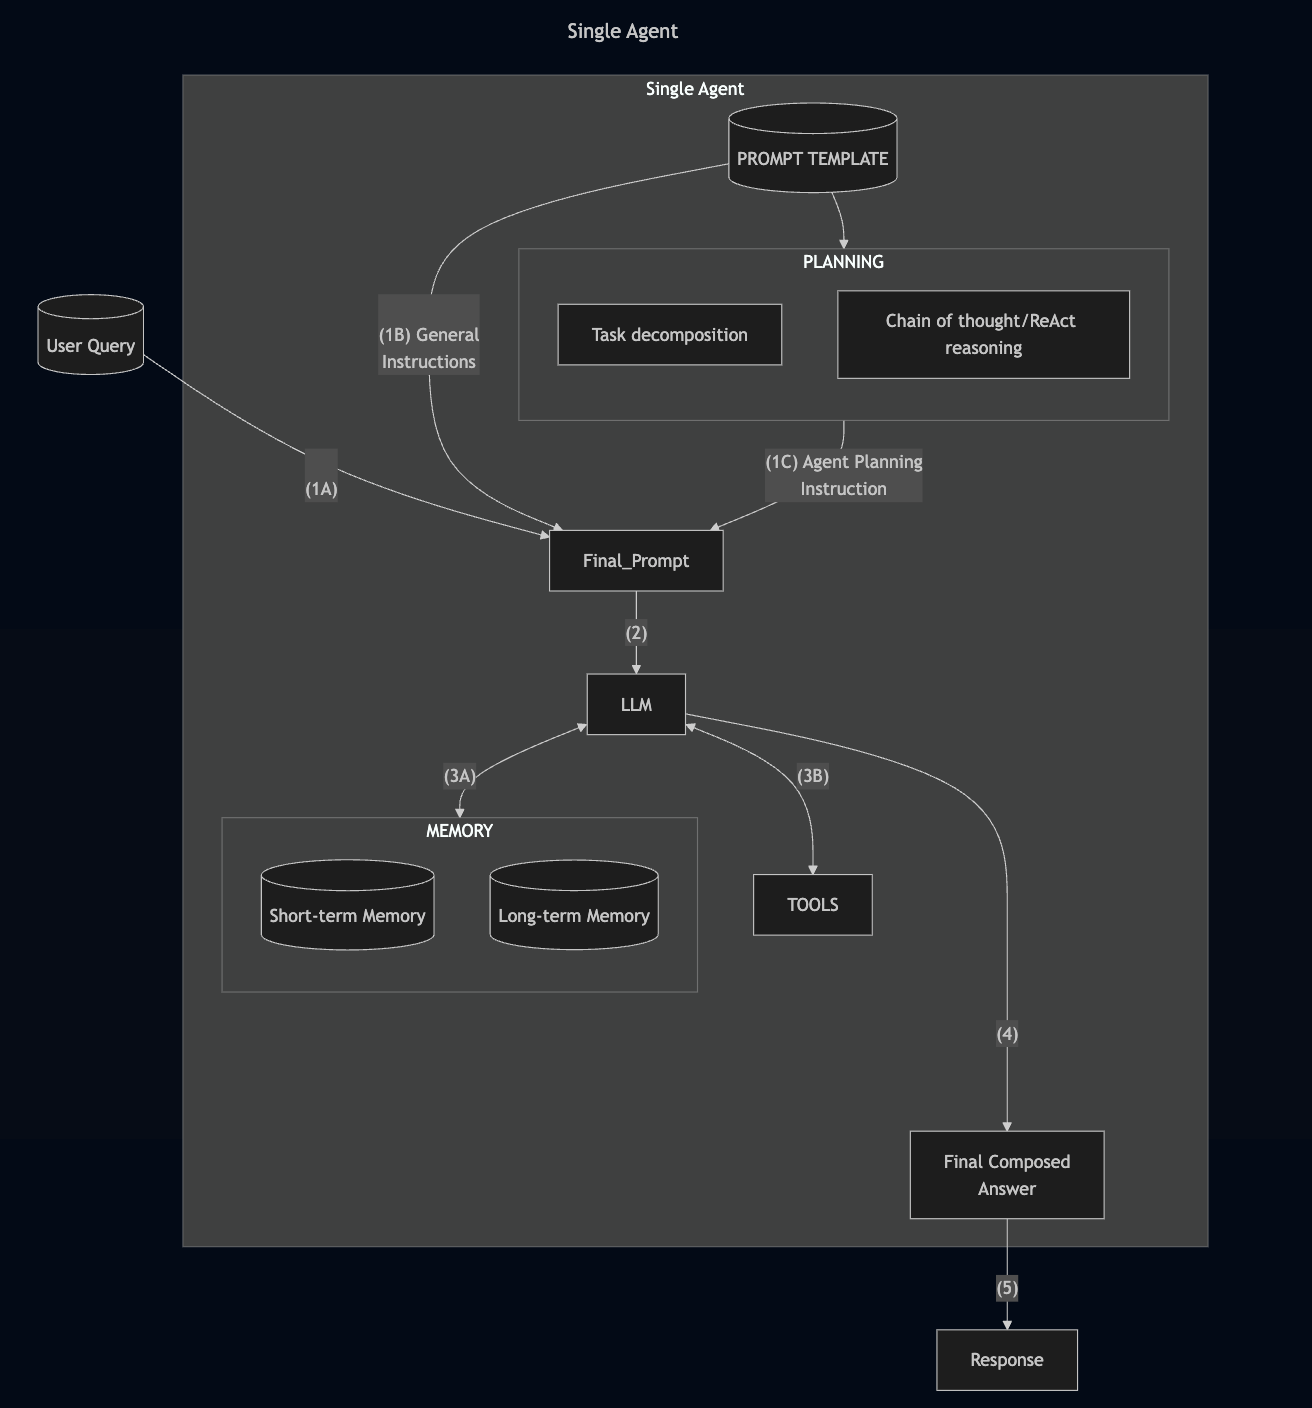 Single Agent
Single Agent
PROMPT TEMPLATE
PLANNING
Task decomposition
Chain of thought/ReAct
reasoning
User Query
(1B) General
Instructions
(1A)
(1C) Agent Planning
Instruction
Final_Prompt
(2)
LLM
(3A)
(3B)
MEMORY
Short-term Memory
Long-term Memory
TOOLS
(4)
Final Composed
Answer
(5)
Response